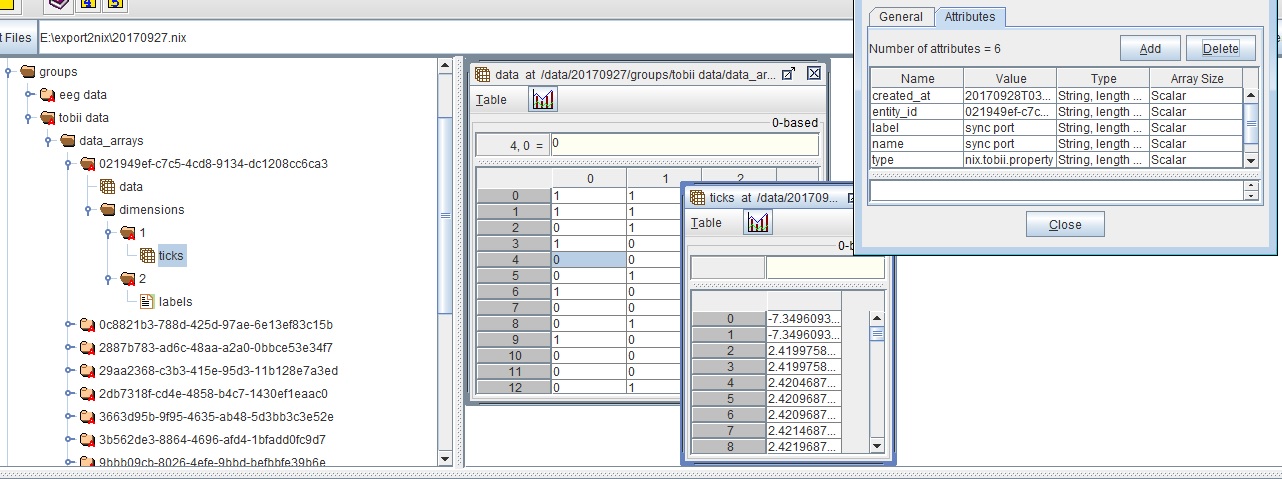 4 5
t Files E:\export2nix\20170927.nix
groups
eeg data
tobii data
data_arrays
021949ef-c7c5-4cd8-9134-dc1208cc6ca3
data
dimensions
1
ticks
2
labels
0c8821b3-788d-425d-97ae-6e13ef83c15b
2887b783-ad6c-48aa-a2a0-0bbce53e34f7
29aa2368-c3b3-415e-95d3-11b128e7a3ed
2db7318f-cd4e-4858-b4c7-1430ef1eaac0
3663d95b-9f95-4635-ab48-5d3bb3c3e52e
3b562de3-8864-4696-afd4-1bfadd0fc9d7
9bbb09cb-8026-4efe-9bbd-befbbfe39b6e
data at /data/20170927/groups/tobii data/data_ar...
Table
0-based
4, 0 = 0
0 1 2
0 1 1
1 1 1
2 0 1
3 1 0
4 0 0
5 0 1
6 1 0
7 0 0
8 0 1
9 1 0
10 0 0
11 0 0
12 0 1
ticks at /data/201709...
Table
0-b
0 -7.3496093...
1 -7.3496093...
2 2.4199758...
3 2.4199758...
4 2.4204687...
5 2.4209687...
6 2.4209687...
7 2.4214687...
8 2.4219687...
General Attributes
Number of attributes = 6 Add Delete
Name Value Type Array Size
created_at 20170928T03... String, length ... Scalar
entity_id 021949ef-c7c... String, length ... Scalar
label sync port String, length ... Scalar
name sync port String, length ... Scalar
type nix.tobii.property String, length ... Scalar
Close